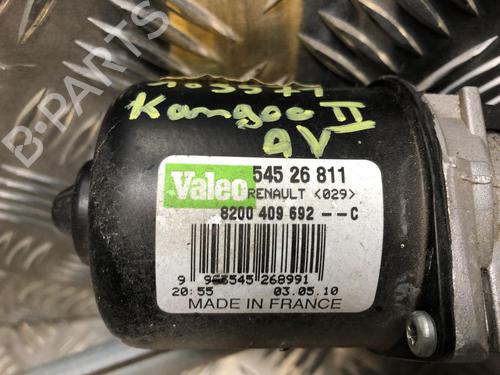 Kangoo II
AV
Valeo
545 26 811
RENAULT <029>
8200 409 692 --C
20:55 03.05.10
MADE IN FRANCE